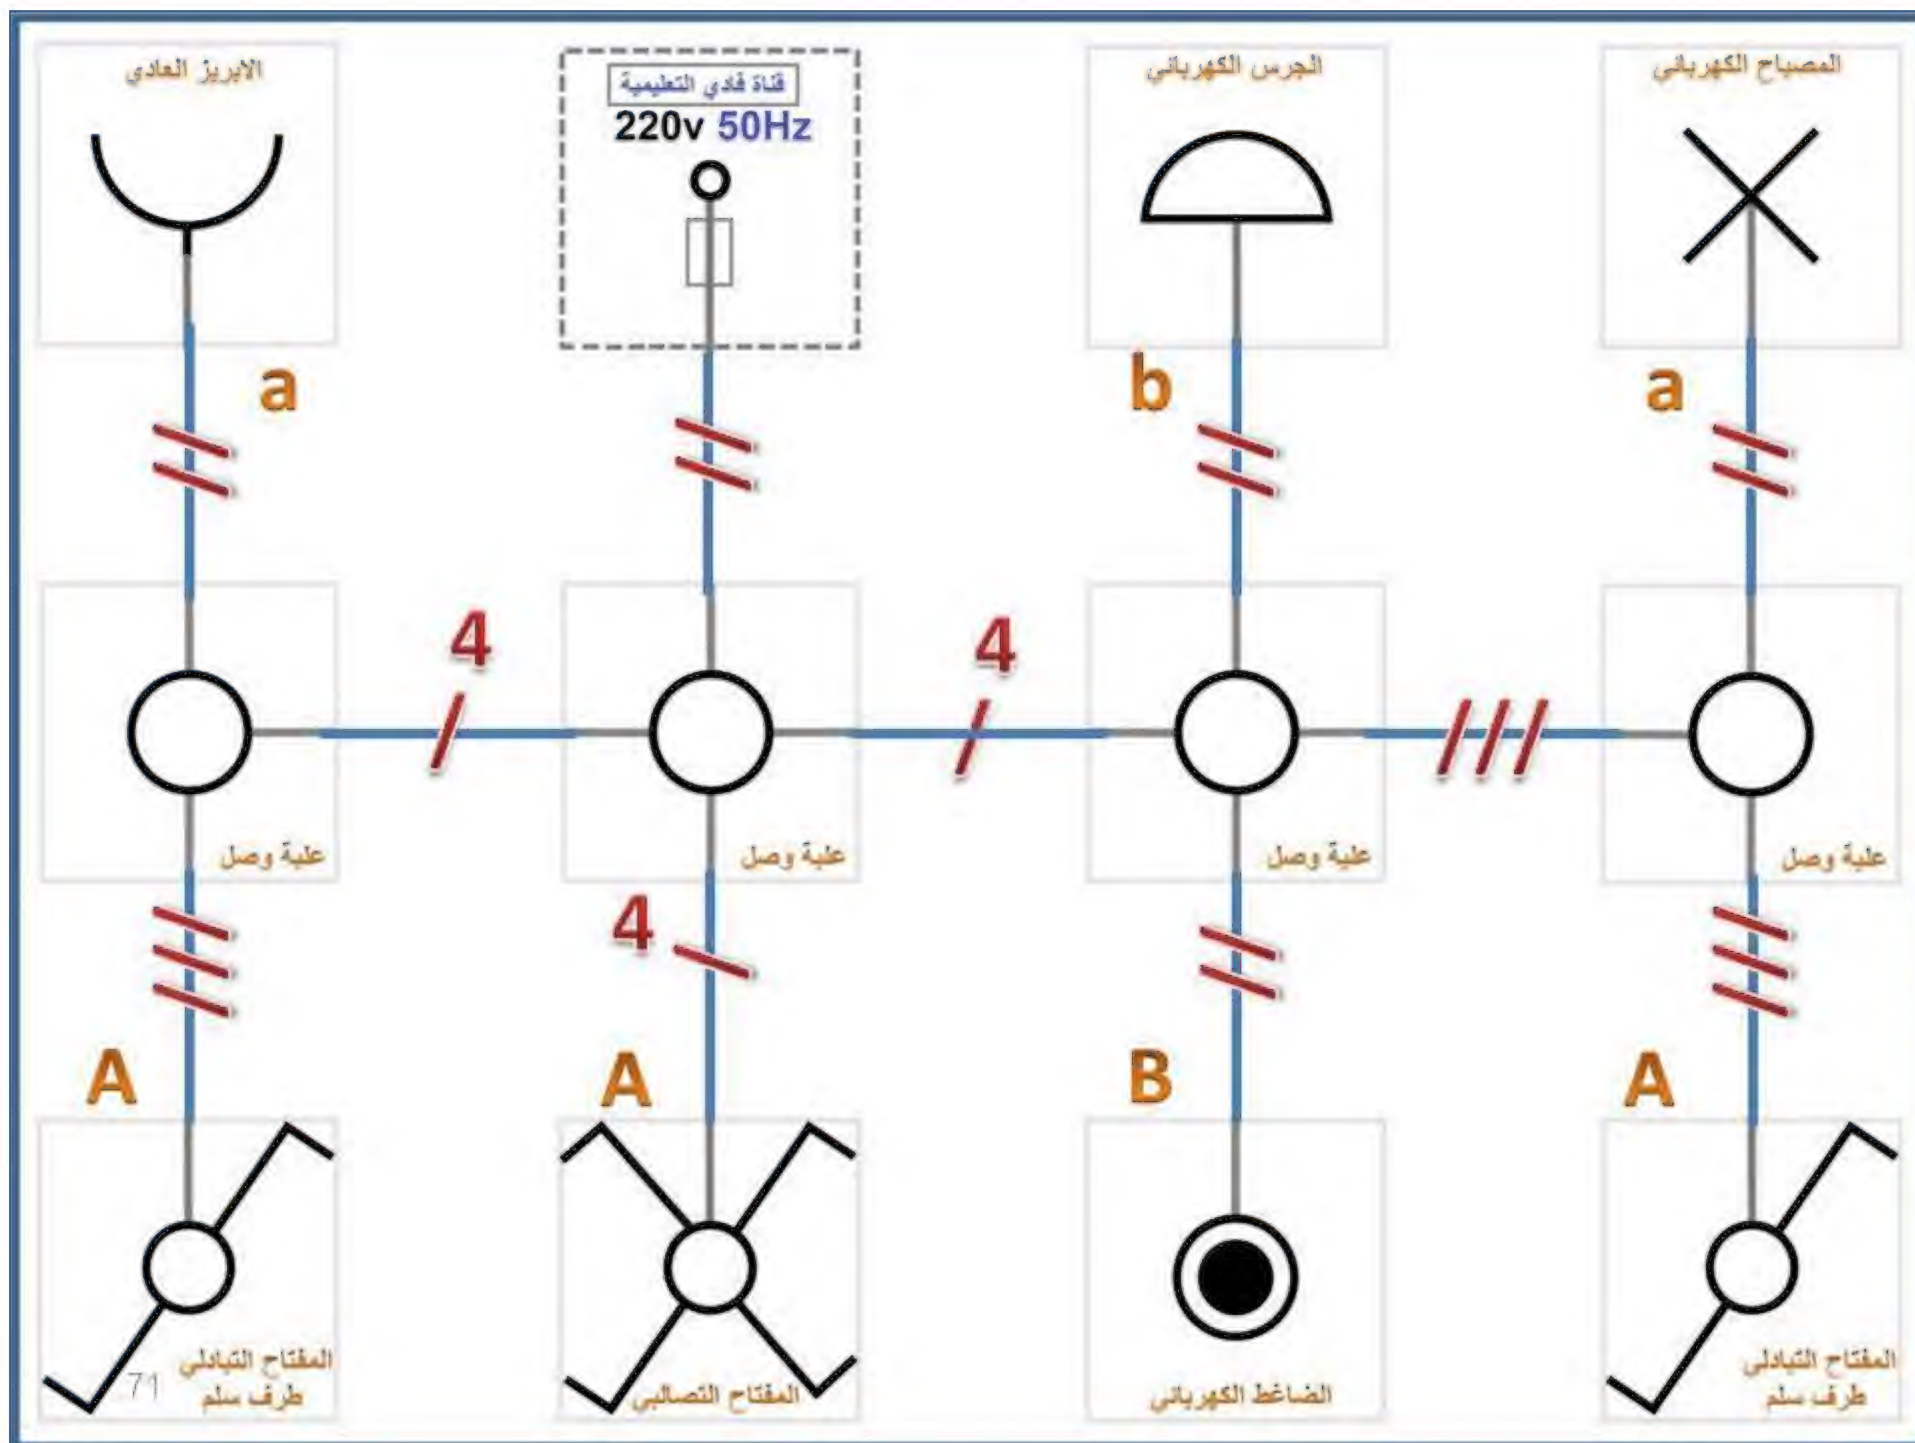 الابريز العادي
قناة فادي التعليمية
220v 50Hz
الجرس الكهربائي
المصباح الكهربائي
a
b
a
4
4
علبة وصل
علبة وصل
علبة وصل
علبة وصل
4
A
A
B
A
المفتاح التبادلي
طرف سلم
71
المفتاح التصالبي
الضاغط الكهربائي
المفتاح التبادلي
طرف سلم